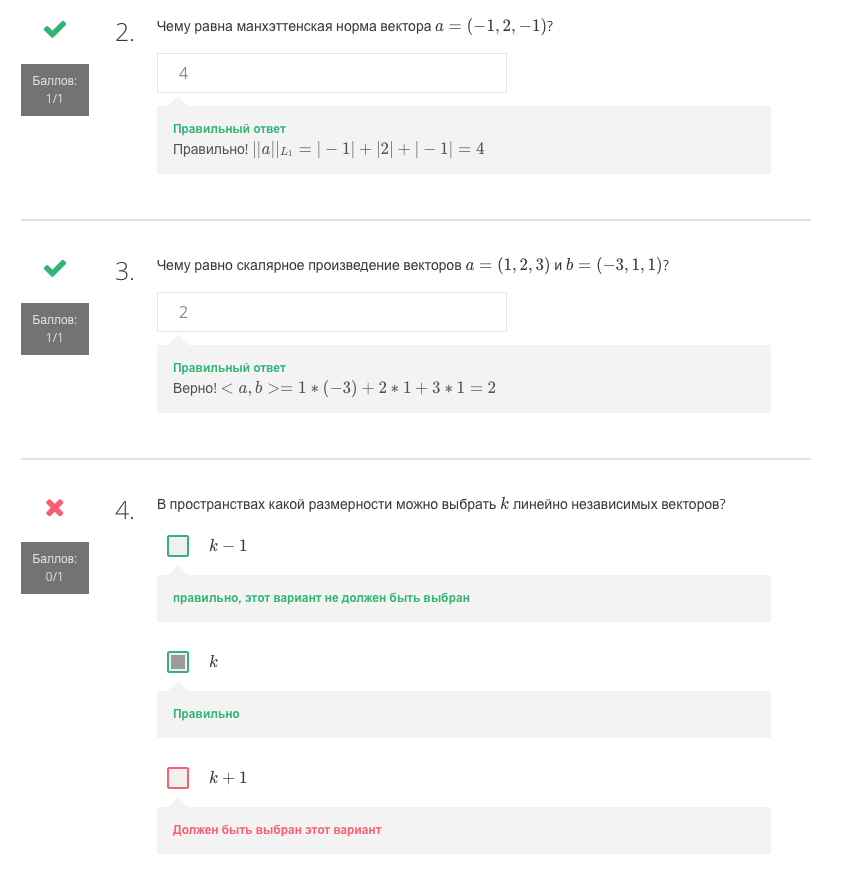 2. Чему равна манхэттенская норма вектора a = (−1, 2, −1)?
Баллов:
1/1
4
Правильный ответ
Правильно! ||a||_{L_1} = | − 1| + |2| + | − 1| = 4
3. Чему равно скалярное произведение векторов a = (1, 2, 3) и b = (−3, 1, 1)?
Баллов:
1/1
2
Правильный ответ
Верно! < a, b >= 1 ∗ (−3) + 2 ∗ 1 + 3 ∗ 1 = 2
4. В пространствах какой размерности можно выбрать k линейно независимых векторов?
Баллов:
0/1
k − 1
правильно, этот вариант не должен быть выбран
k
Правильно
k + 1
Должен быть выбран этот вариант